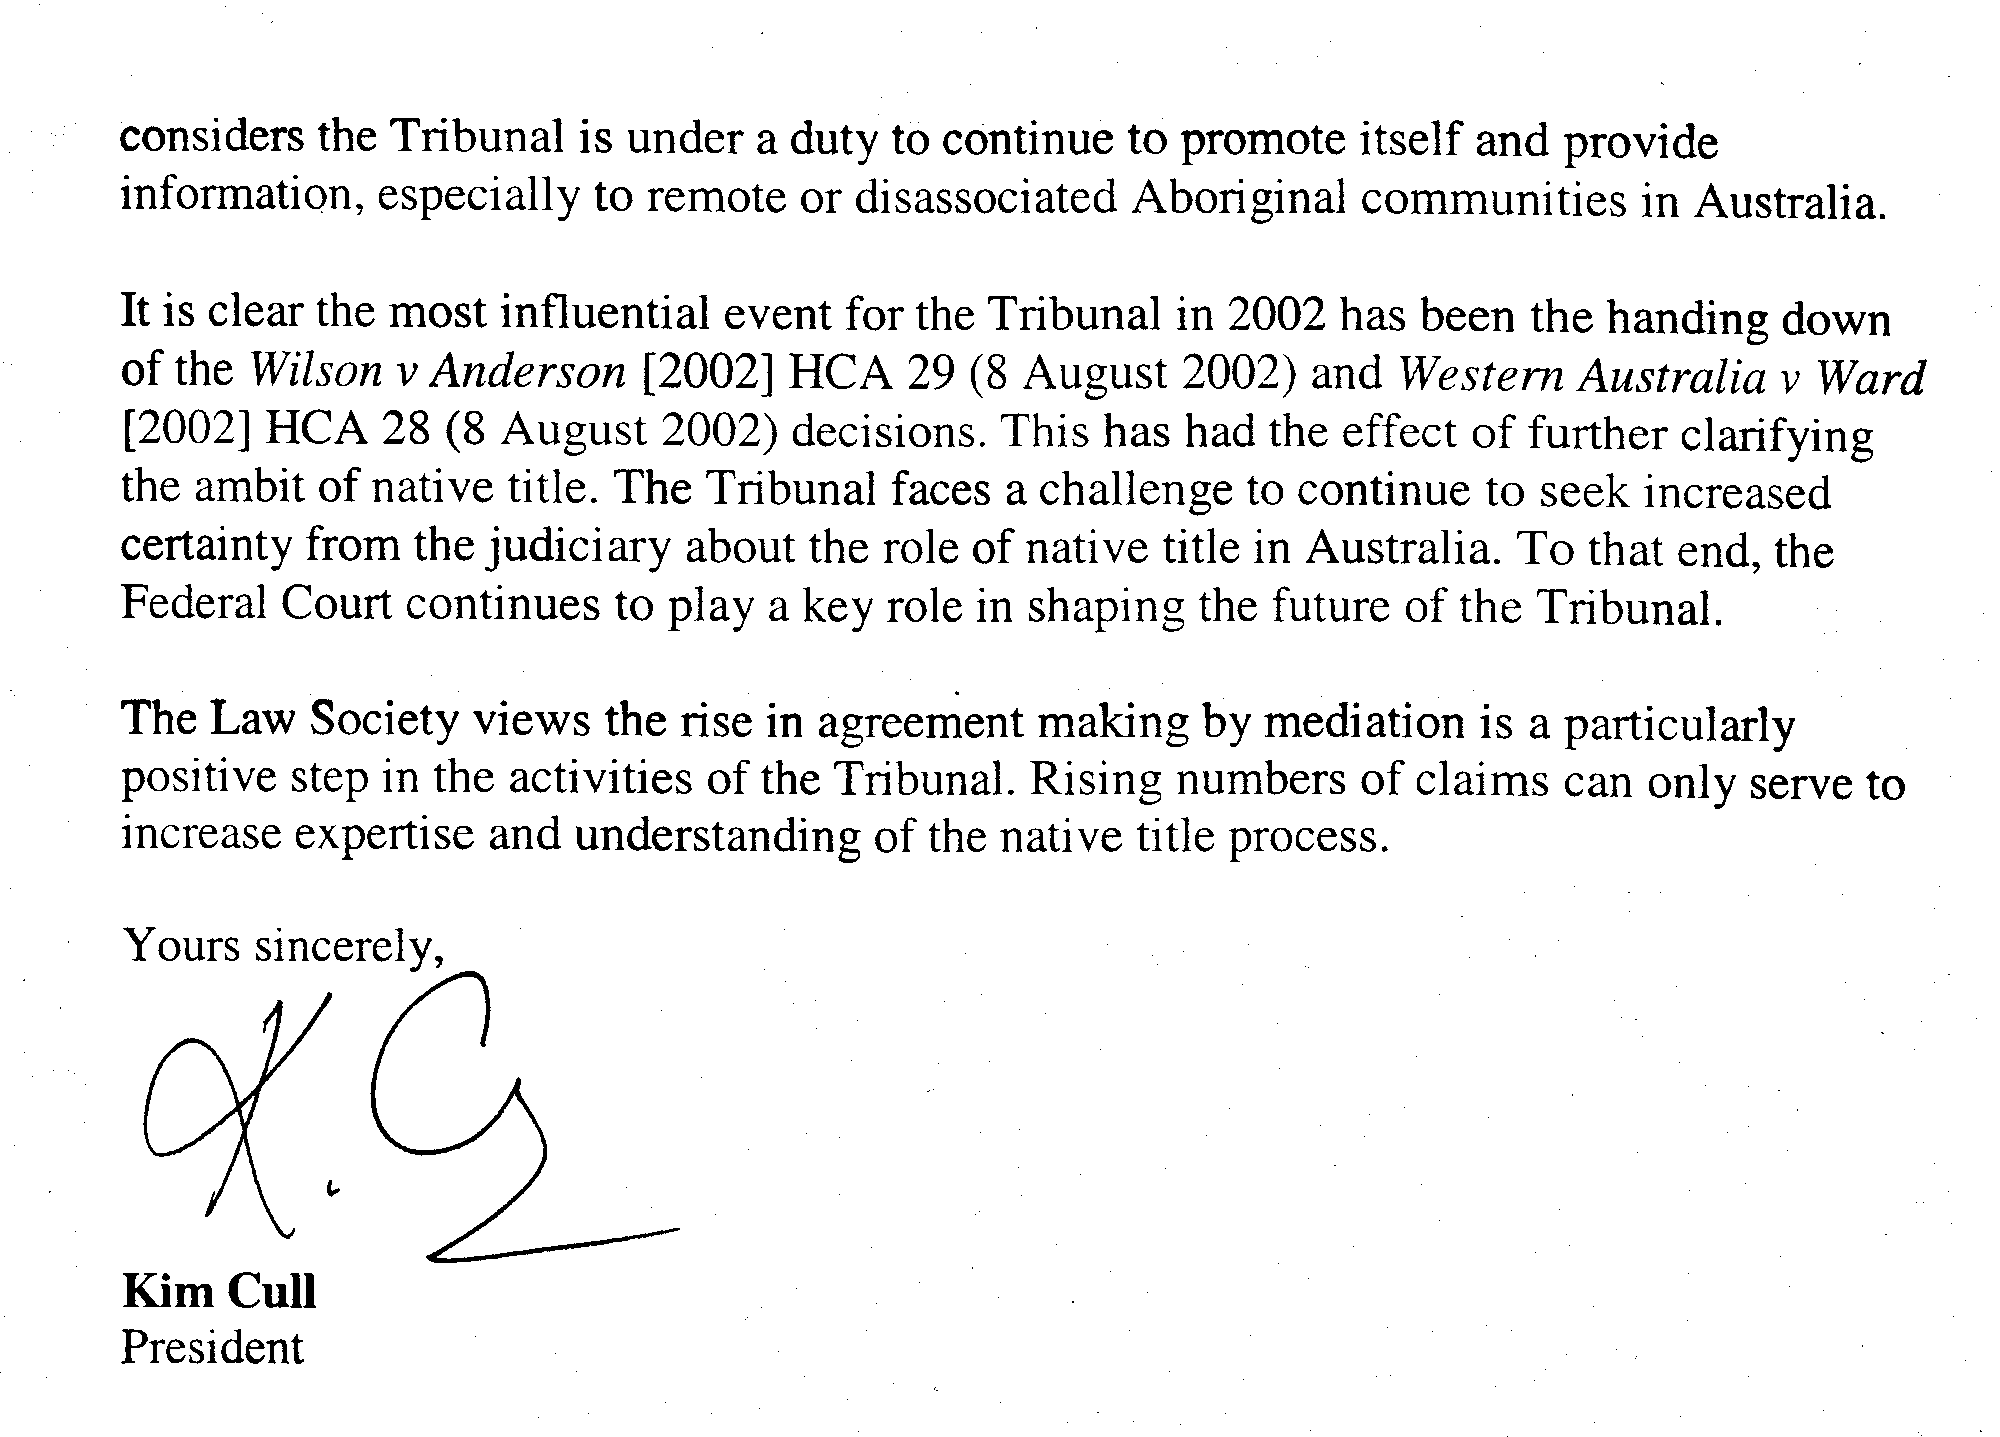 considers the Tribunal is under a duty to continue to promote itself and provide
information, especially to remote or disassociated Aboriginal communities in Australia.
It is clear the most influential event for the Tribunal in 2002 has been the handing down
of the Wilson v Anderson [2002] HCA 29 (8 August 2002) and Western Australia v Ward
[2002] HCA 28 (8 August 2002) decisions. This has had the effect of further clarifying
the ambit of native title. The Tribunal faces a challenge to continue to seek increased
certainty from the judiciary about the role of native title in Australia. To that end, the
Federal Court continues to play a key role in shaping the future of the Tribunal.
The Law Society views the rise in agreement making by mediation is a particularly
positive step in the activities of the Tribunal. Rising numbers of claims can only serve to
increase expertise and understanding of the native title process.
Yours sincerely,
K. C
Kim Cull
President